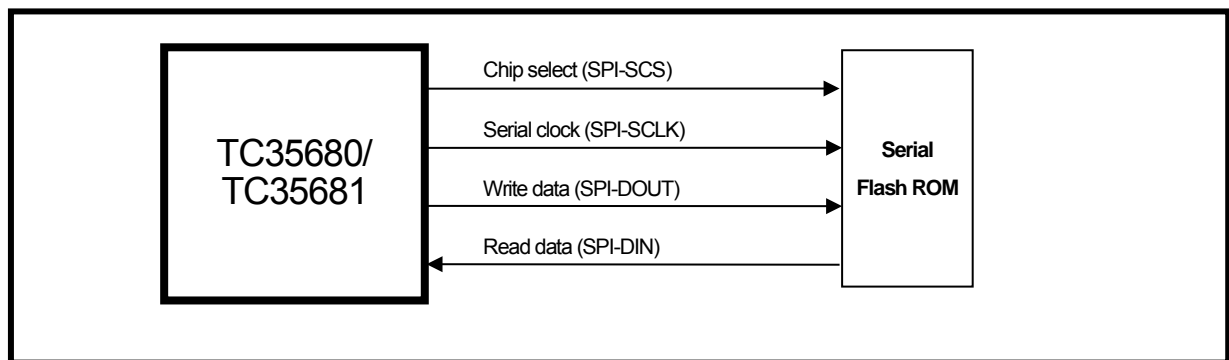 TC35680/
TC35681
Chip select (SPI-SCS)
Serial clock (SPI-SCLK)
Write data (SPI-DOUT)
Read data (SPI-DIN)
Serial
Flash ROM